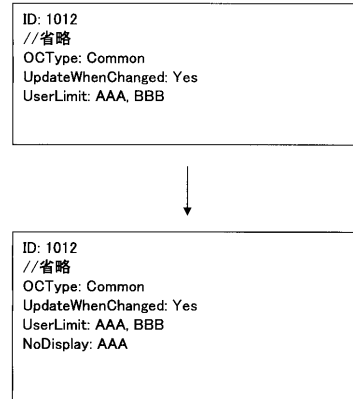 ID: 1012
//省略
OCType: Common
UpdateWhenChanged: Yes
UserLimit: AAA, BBB
ID: 1012
//省略
OCType: Common
UpdateWhenChanged: Yes
UserLimit: AAA, BBB
NoDisplay: AAA